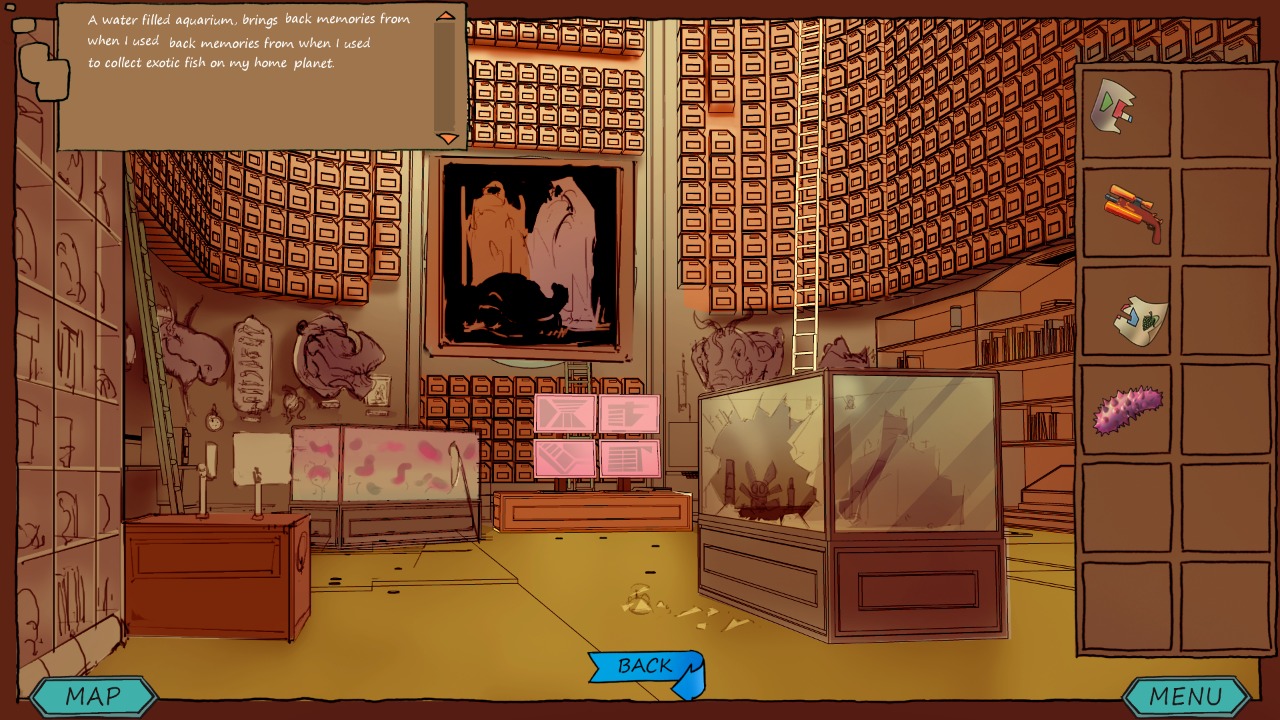 A water filled aquarium, brings back memories from
when I used back memories from when I used
to collect exotic fish on my home planet.
BACK
MAP
MENU